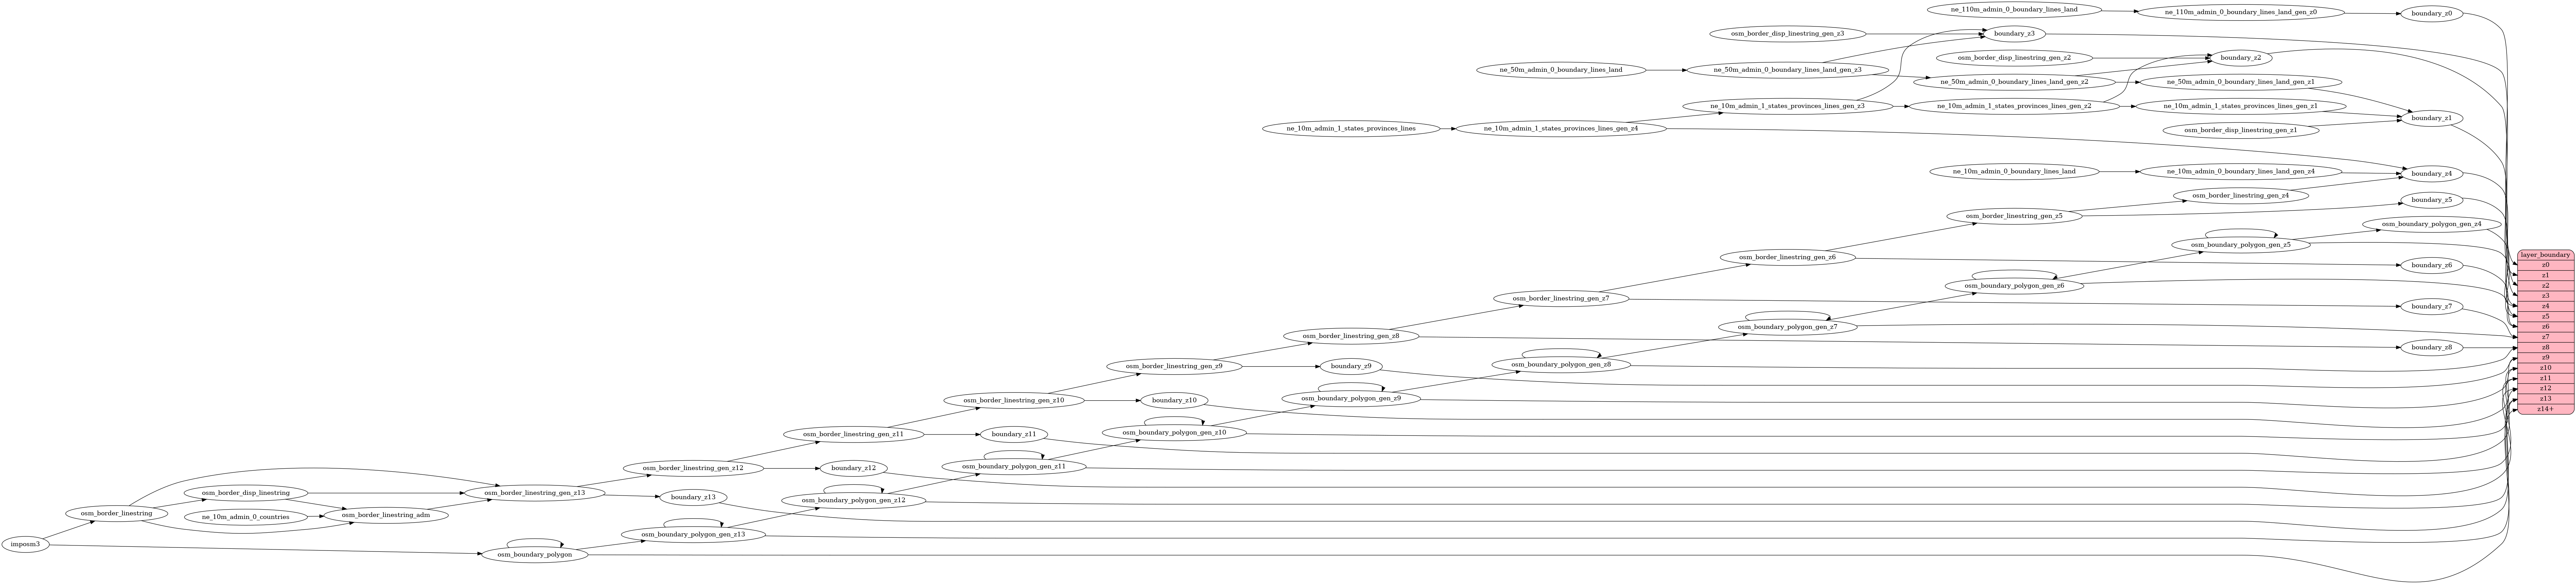 ne_110m_admin_0_boundary_lines_land
ne_110m_admin_0_boundary_lines_land_gen_z0
boundary_z0
osm_border_disp_linestring_gen_z3
boundary_z3
osm_border_disp_linestring_gen_z2
boundary_z2
ne_50m_admin_0_boundary_lines_land
ne_50m_admin_0_boundary_lines_land_gen_z3
ne_50m_admin_0_boundary_lines_land_gen_z2
ne_50m_admin_0_boundary_lines_land_gen_z1
ne_10m_admin_1_states_provinces_lines_gen_z3
ne_10m_admin_1_states_provinces_lines_gen_z2
ne_10m_admin_1_states_provinces_lines_gen_z1
boundary_z1
ne_10m_admin_1_states_provinces_lines
ne_10m_admin_1_states_provinces_lines_gen_z4
osm_border_disp_linestring_gen_z1
ne_10m_admin_0_boundary_lines_land
ne_10m_admin_0_boundary_lines_land_gen_z4
boundary_z4
osm_border_linestring_gen_z4
boundary_z5
osm_border_linestring_gen_z5
osm_boundary_polygon_gen_z4
osm_boundary_polygon_gen_z5
osm_border_linestring_gen_z6
boundary_z6
osm_boundary_polygon_gen_z6
osm_border_linestring_gen_z7
boundary_z7
osm_boundary_polygon_gen_z7
osm_border_linestring_gen_z8
boundary_z8
osm_border_linestring_gen_z9
boundary_z9
osm_boundary_polygon_gen_z8
osm_border_linestring_gen_z10
boundary_z10
osm_boundary_polygon_gen_z9
osm_border_linestring_gen_z11
boundary_z11
osm_boundary_polygon_gen_z10
osm_border_linestring_gen_z12
boundary_z12
osm_boundary_polygon_gen_z11
osm_border_disp_linestring
osm_border_linestring_gen_z13
boundary_z13
osm_boundary_polygon_gen_z12
osm_border_linestring
ne_10m_admin_0_countries
osm_border_linestring_adm
osm_boundary_polygon_gen_z13
imposm3
osm_boundary_polygon
layer_boundary
z0
z1
z2
z3
z4
z5
z6
z7
z8
z9
z10
z11
z12
z13
z14+